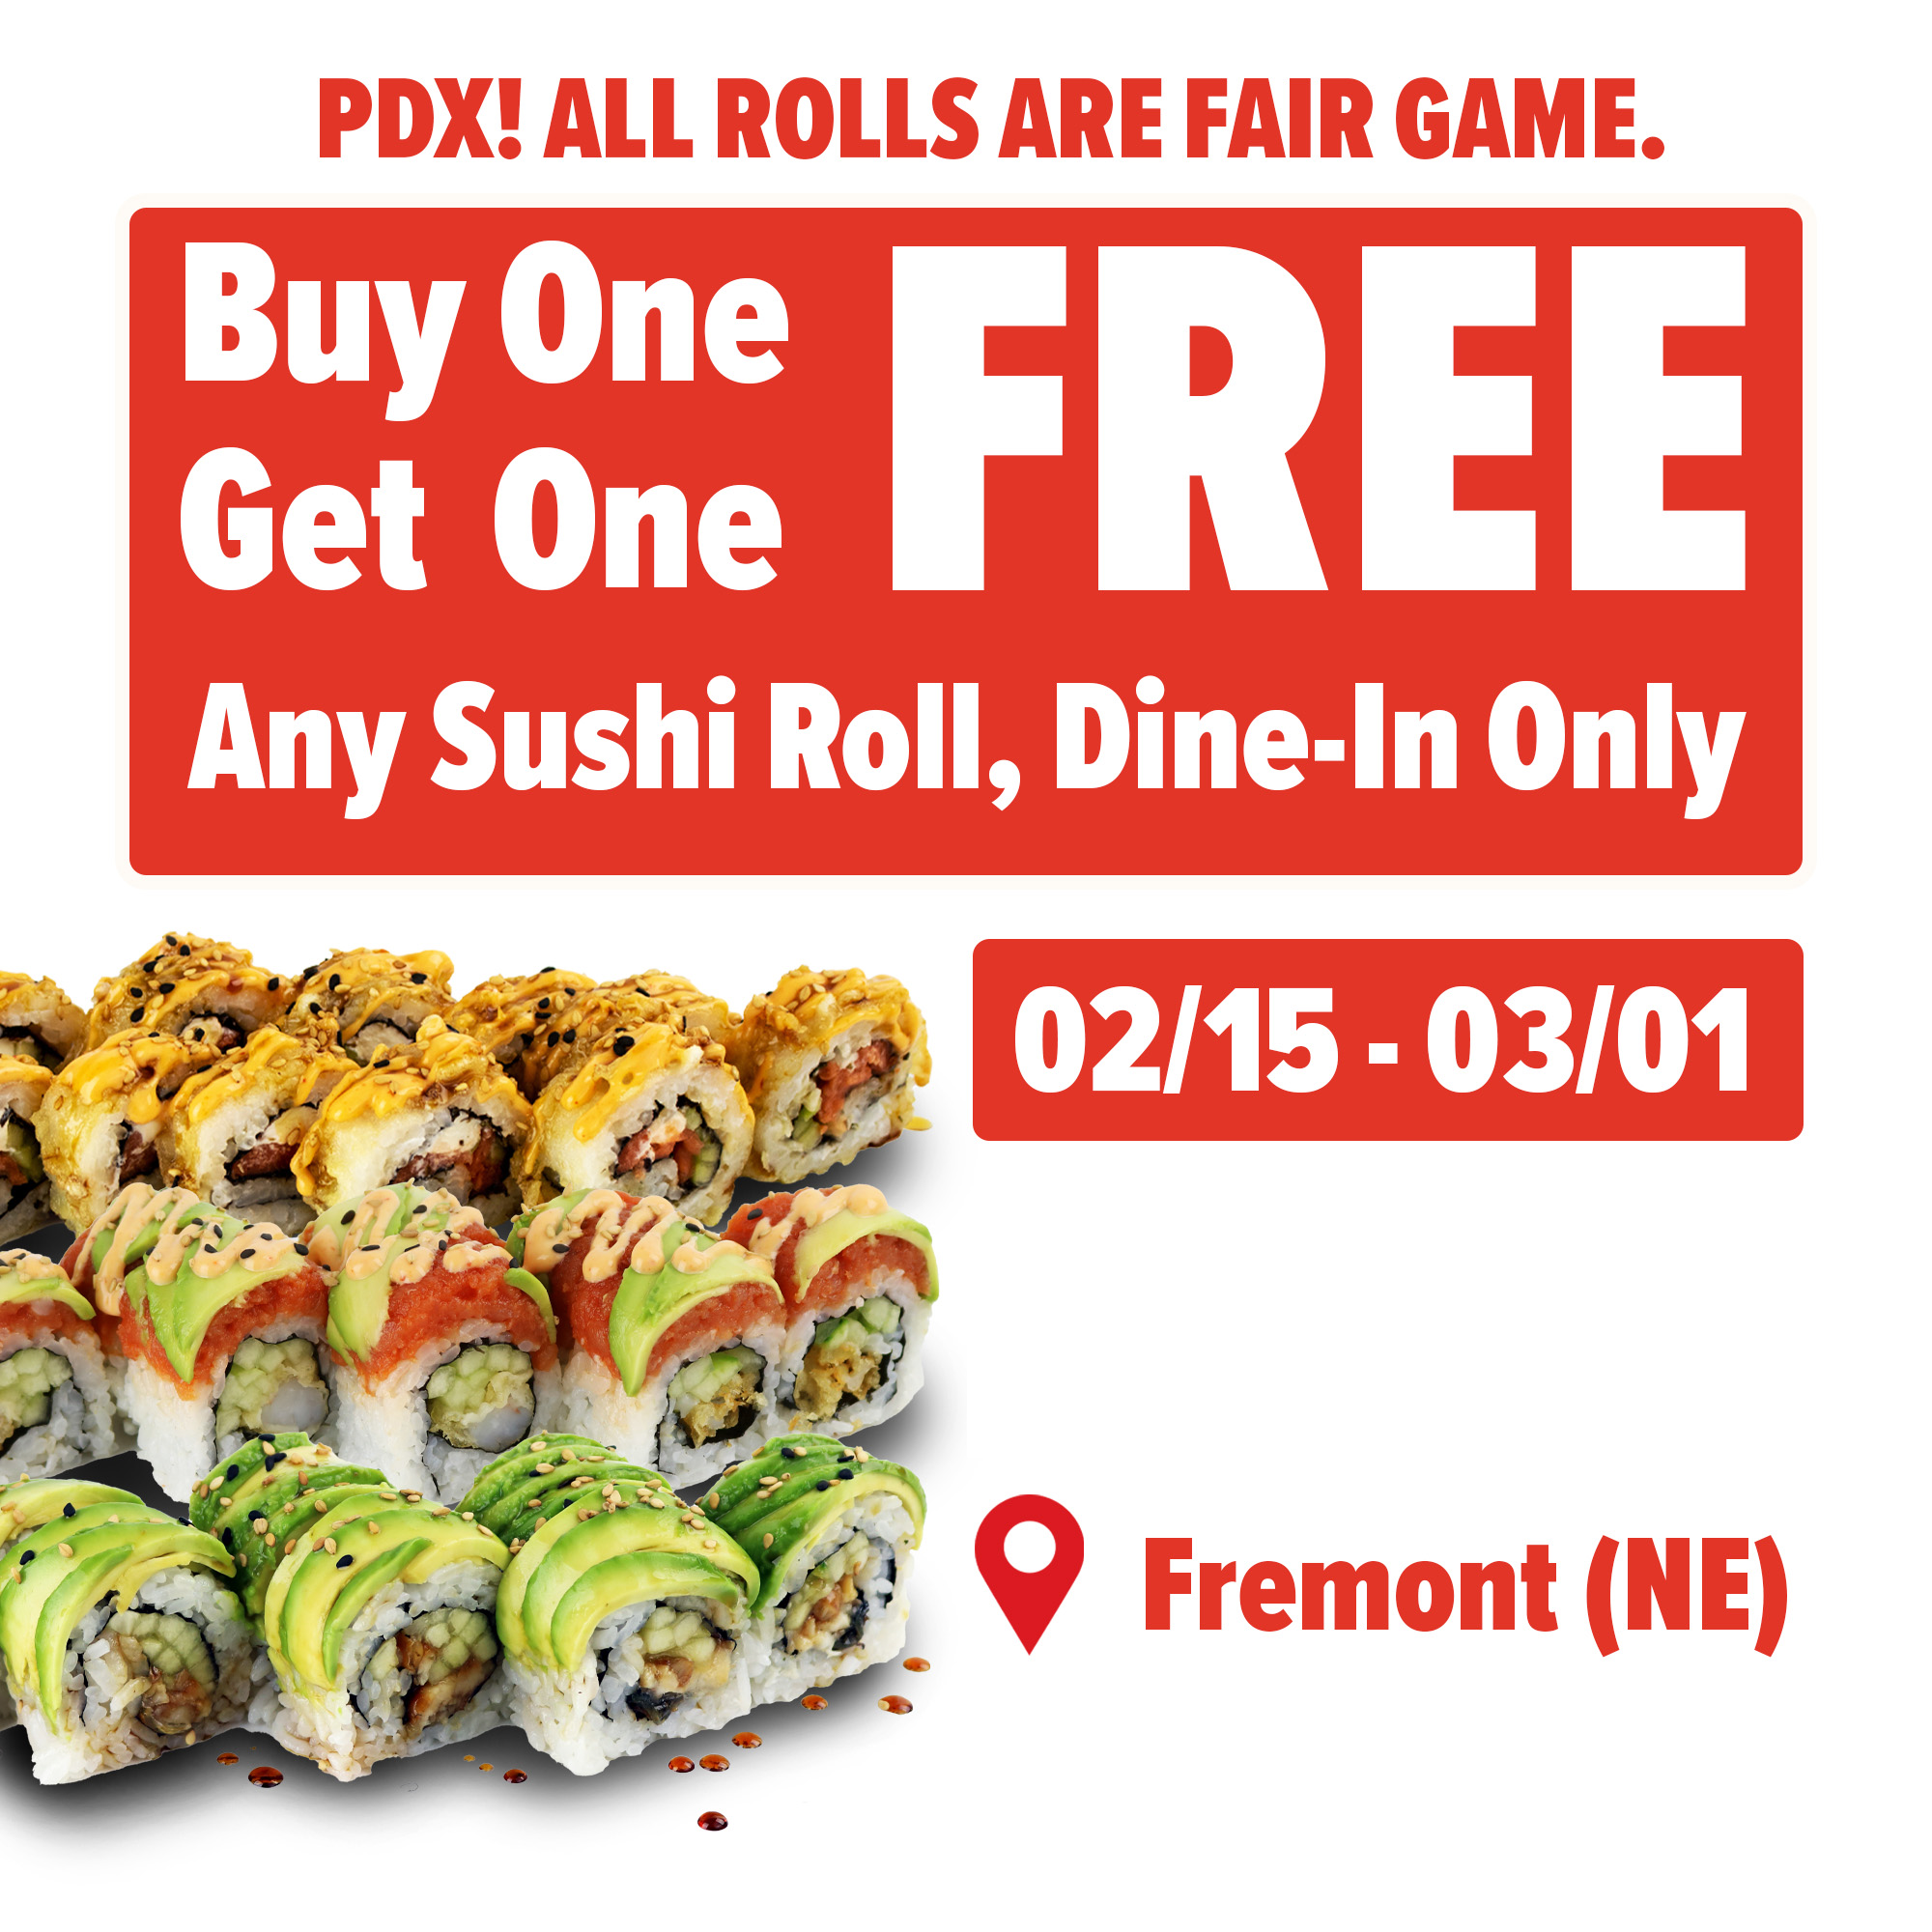 PDX! ALL ROLLS ARE FAIR GAME.
Buy One
Get One
FREE
Any Sushi Roll, Dine-In Only
02/15 - 03/01
Fremont (NE)